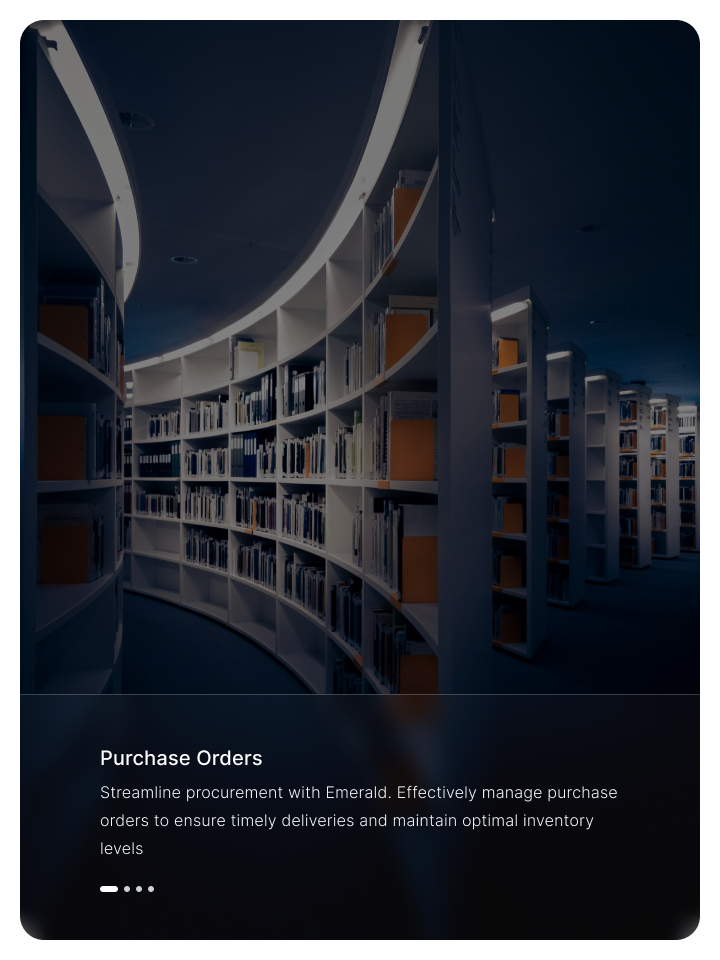 Purchase Orders
Streamline procurement with Emerald. Effectively manage purchase
orders to ensure timely deliveries and maintain optimal inventory
levels